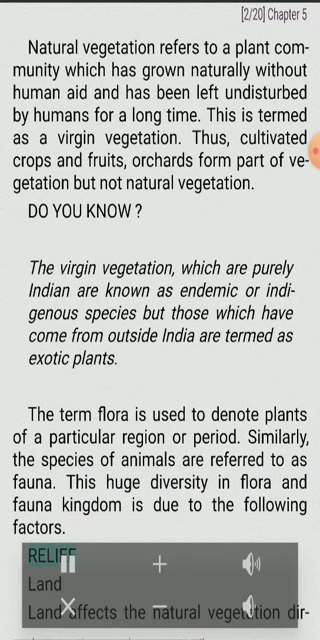 [2/20] Chapter 5
Natural vegetation refers to a plant com-
munity which has grown naturally without
human aid and has been left undisturbed
by humans for a long time. This is termed
as a virgin vegetation. Thus, cultivated
crops and fruits, orchards form part of ve-
getation but not natural vegetation.
DO YOU KNOW ?
The virgin vegetation, which are purely
Indian are known as endemic or indi-
genous species but those which have
come from outside India are termed as
exotic plants.
The term flora is used to denote plants
of a particular region or period. Similarly,
the species of animals are referred to as
fauna. This huge diversity in flora and
fauna kingdom is due to the following
factors.
RELIEF
Land
Land affects the natural vegetation dir-